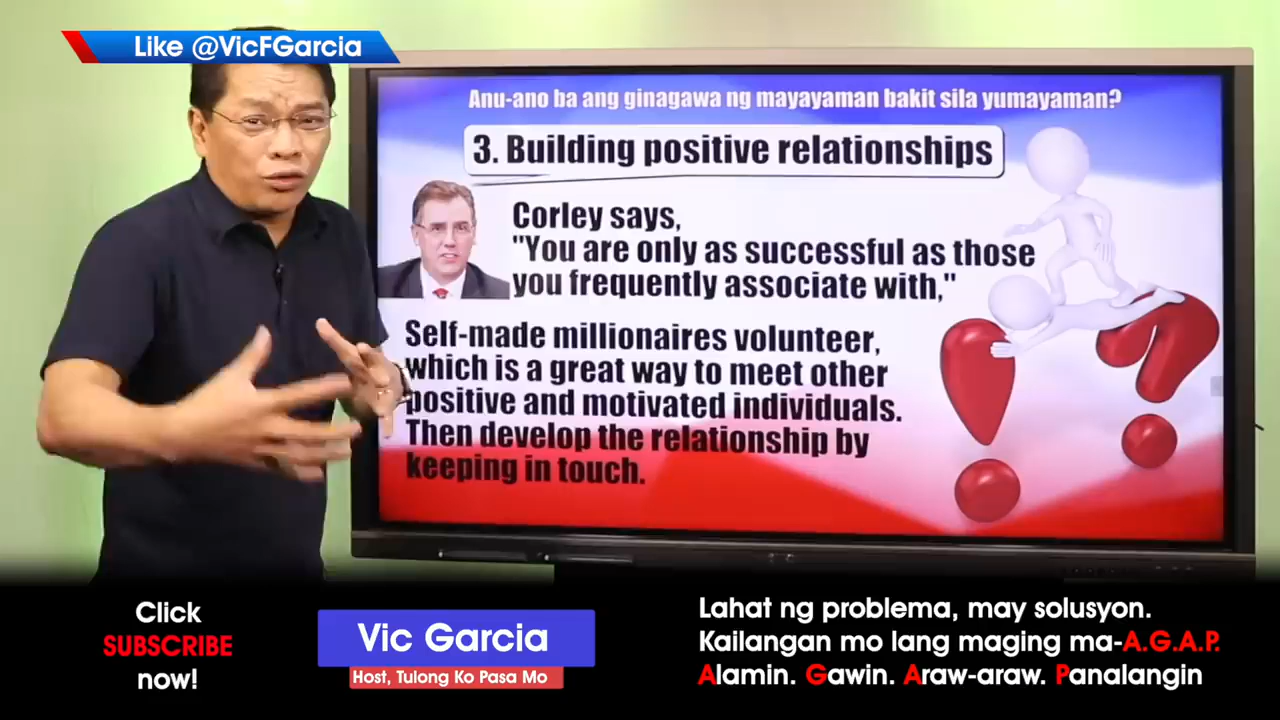 Like @VicFGarcia
Anu-ano ba ang ginagawa ng mayayaman bakit sila yumayaman?
3. Building positive relationships
Corley says,
"You are only as successful as those
you frequently associate with,"
Self-made millionaires volunteer,
which is a great way to meet other
positive and motivated individuals.
Then develop the relationship by
keeping in touch.
Click
SUBSCRIBE
now!
Vic Garcia
Host, Tulong Ko Pasa Mo
Lahat ng problema, may solusyon.
Kailangan mo lang maging ma-A.G.A.P.
Alamin. Gawin. Araw-araw. Panalangin